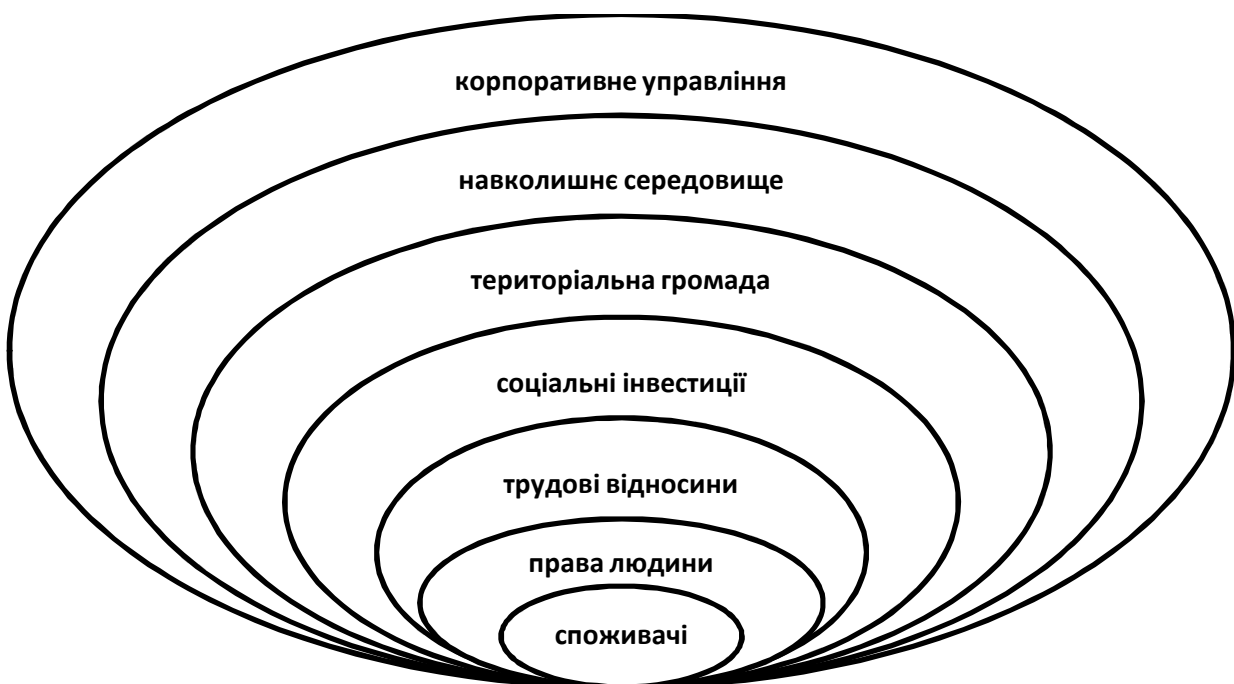 корпоративне управління
навколишнє середовище
територіальна громада
соціальні інвестиції
трудові відносини
права людини
споживачі